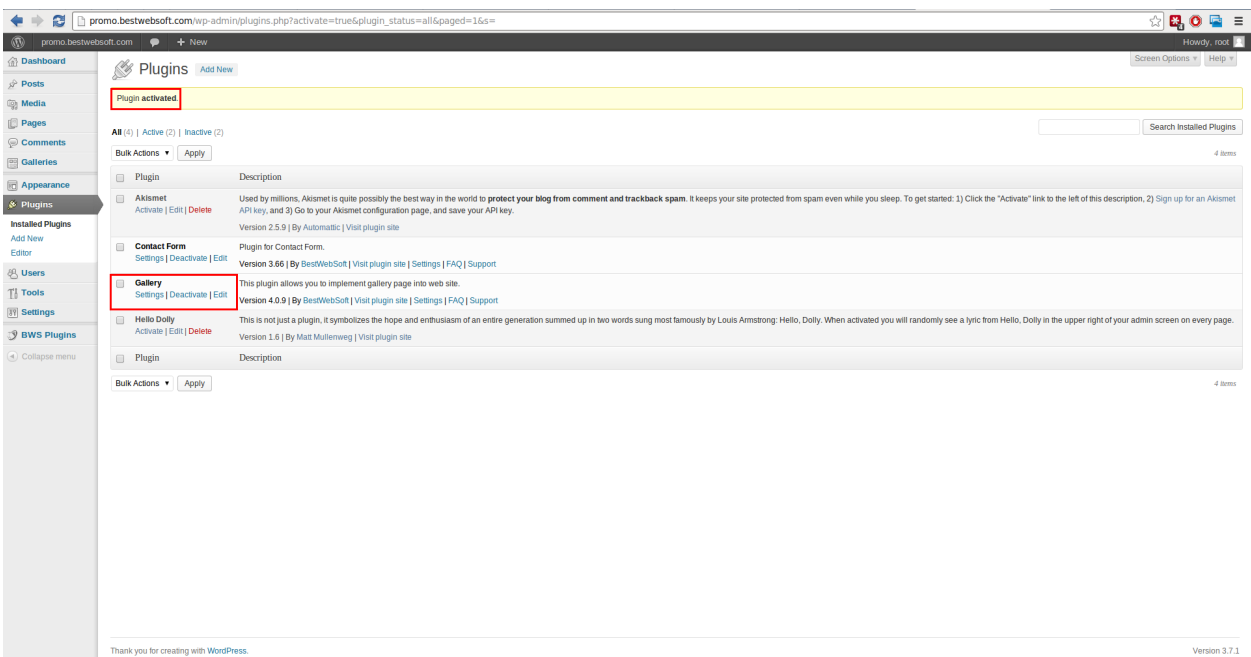 promo.bestwebsoft.com/wp-admin/plugins.php?activate=true&plugin_status=all&paged=1&s=
promo.bestwebsoft.com + New Howdy, root
Dashboard
Posts
Media
Pages
Comments
Galleries
Appearance
Plugins
Installed Plugins
Add New
Editor
Users
Tools
Settings
BWS Plugins
Collapse menu
Screen Options Help
Plugins Add New
Plugin activated.
All (4) | Active (2) | Inactive (2)
Search Installed Plugins
Bulk Actions Apply 4 items
Plugin Description
Akismet
Activate | Edit | Delete
Used by millions, Akismet is quite possibly the best way in the world to protect your blog from comment and trackback spam. It keeps your site protected from spam even while you sleep. To get started: 1) Click the "Activate" link to the left of this description, 2) Sign up for an Akismet
API key, and 3) Go to your Akismet configuration page, and save your API key.
Version 2.5.9 | By Automattic | Visit plugin site
Contact Form
Settings | Deactivate | Edit
Plugin for Contact Form.
Version 3.66 | By BestWebSoft | Visit plugin site | Settings | FAQ | Support
Gallery
Settings | Deactivate | Edit
This plugin allows you to implement gallery page into web site.
Version 4.0.9 | By BestWebSoft | Visit plugin site | Settings | FAQ | Support
Hello Dolly
Activate | Edit | Delete
This is not just a plugin, it symbolizes the hope and enthusiasm of an entire generation summed up in two words sung most famously by Louis Armstrong: Hello, Dolly. When activated you will randomly see a lyric from Hello, Dolly in the upper right of your admin screen on every page.
Version 1.6 | By Matt Mullenweg | Visit plugin site
Plugin Description
Bulk Actions Apply 4 items
Thank you for creating with WordPress. Version 3.7.1